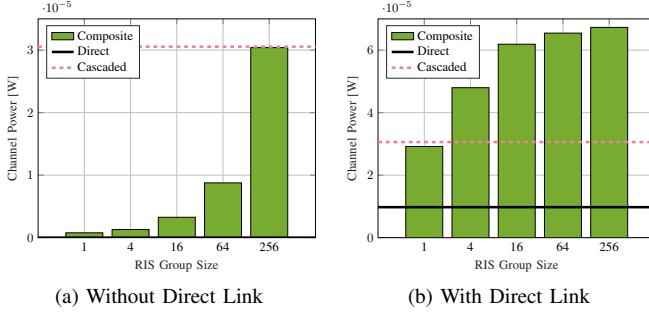 ·10⁻⁵
Composite
Direct
Cascaded
Channel Power [W]
3
2
1
0
1 4 16 64 256
RIS Group Size
(a) Without Direct Link
·10⁻⁵
Composite
Direct
Cascaded
Channel Power [W]
6
4
2
0
1 4 16 64 256
RIS Group Size
(b) With Direct Link